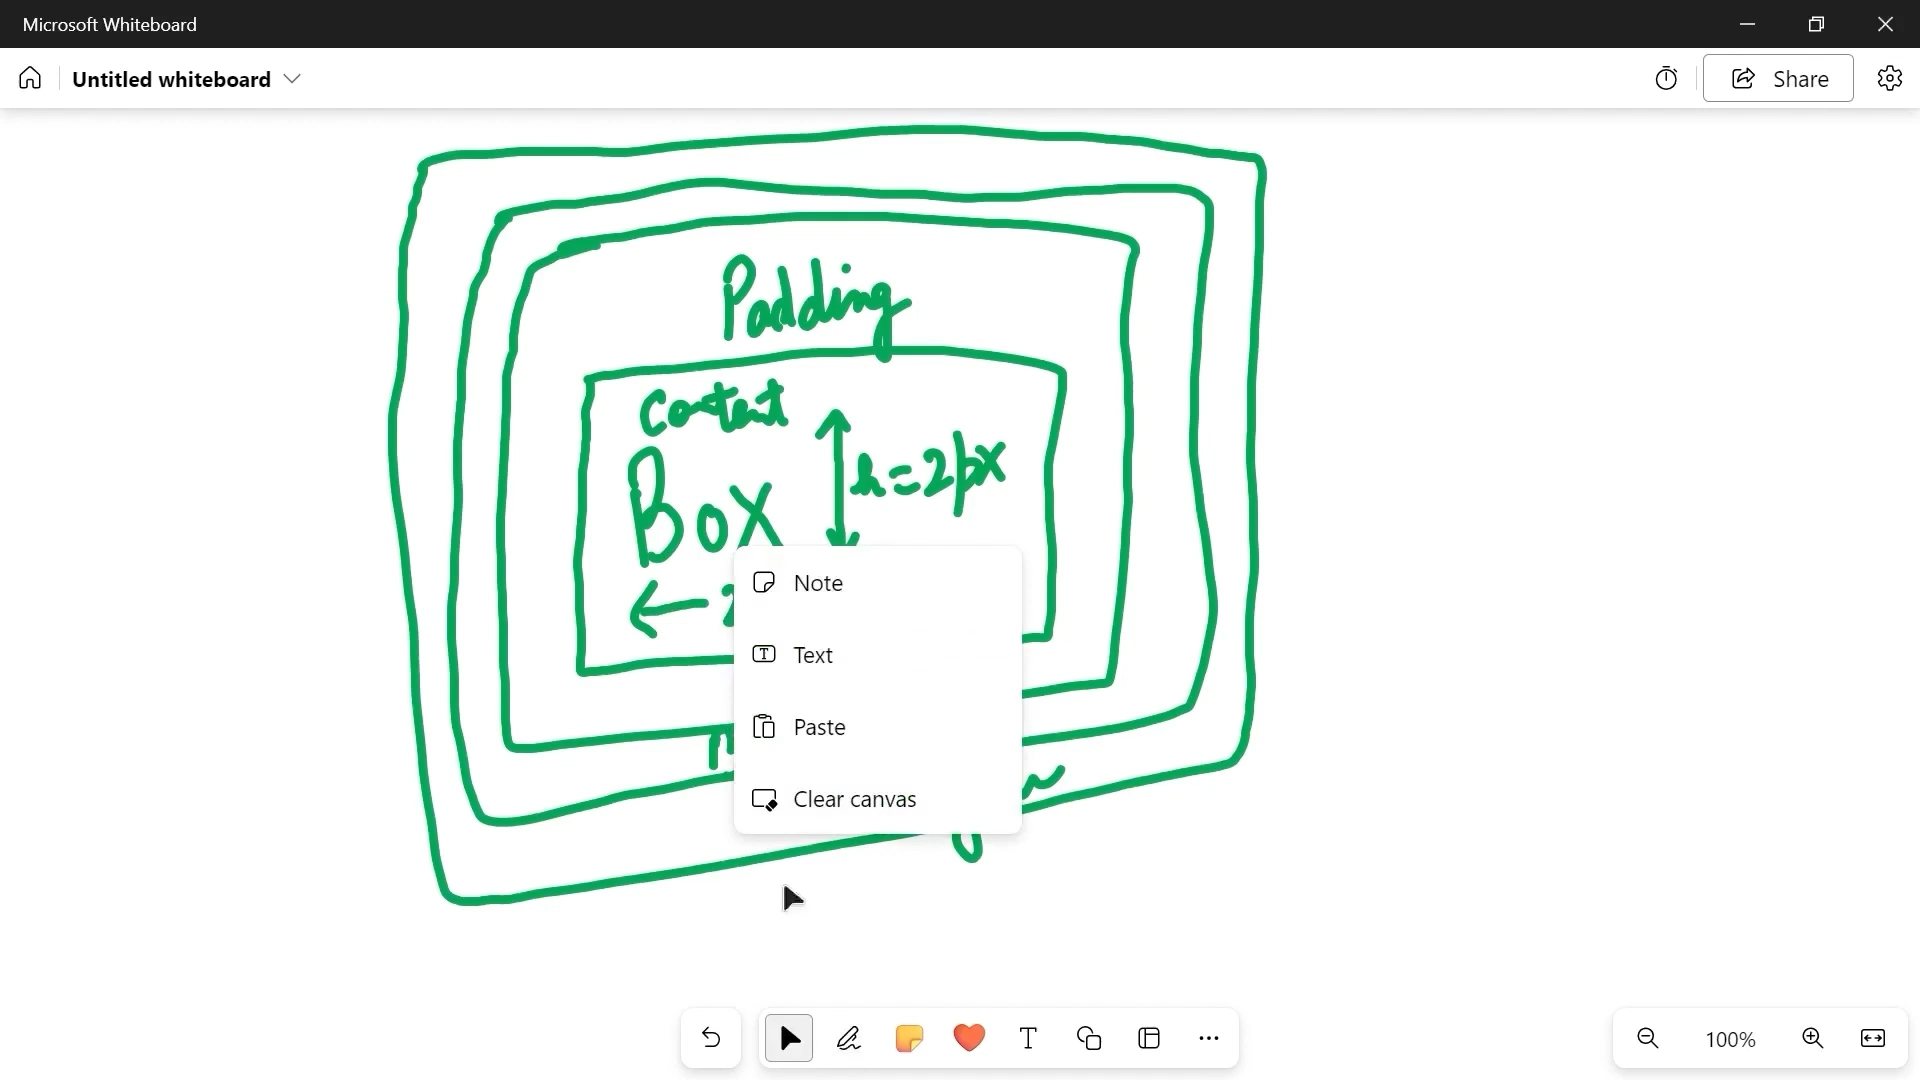 Microsoft Whiteboard
Untitled whiteboard
Share
Padding
Content
Box
h=2px
Note
Text
Paste
Clear canvas
100%